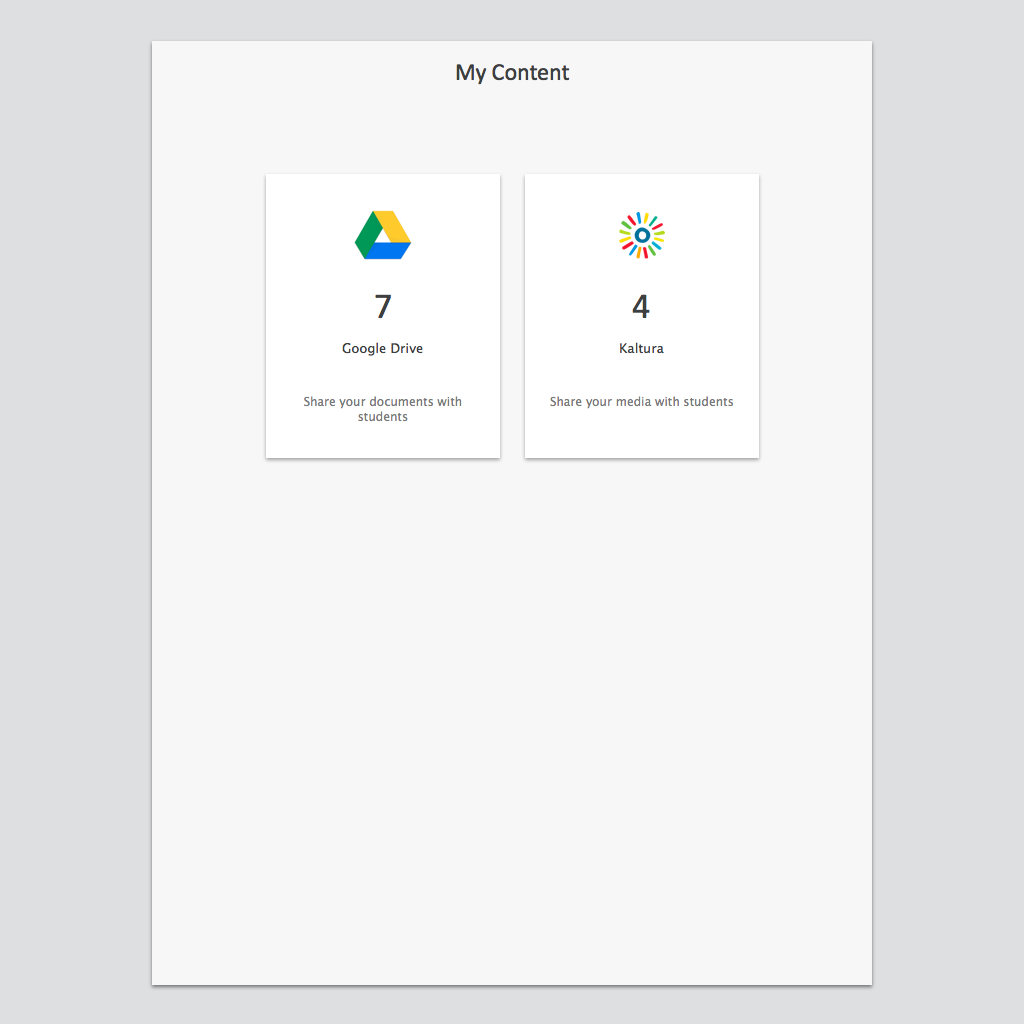 My Content
7
Google Drive
Share your documents with
students
4
Kaltura
Share your media with students